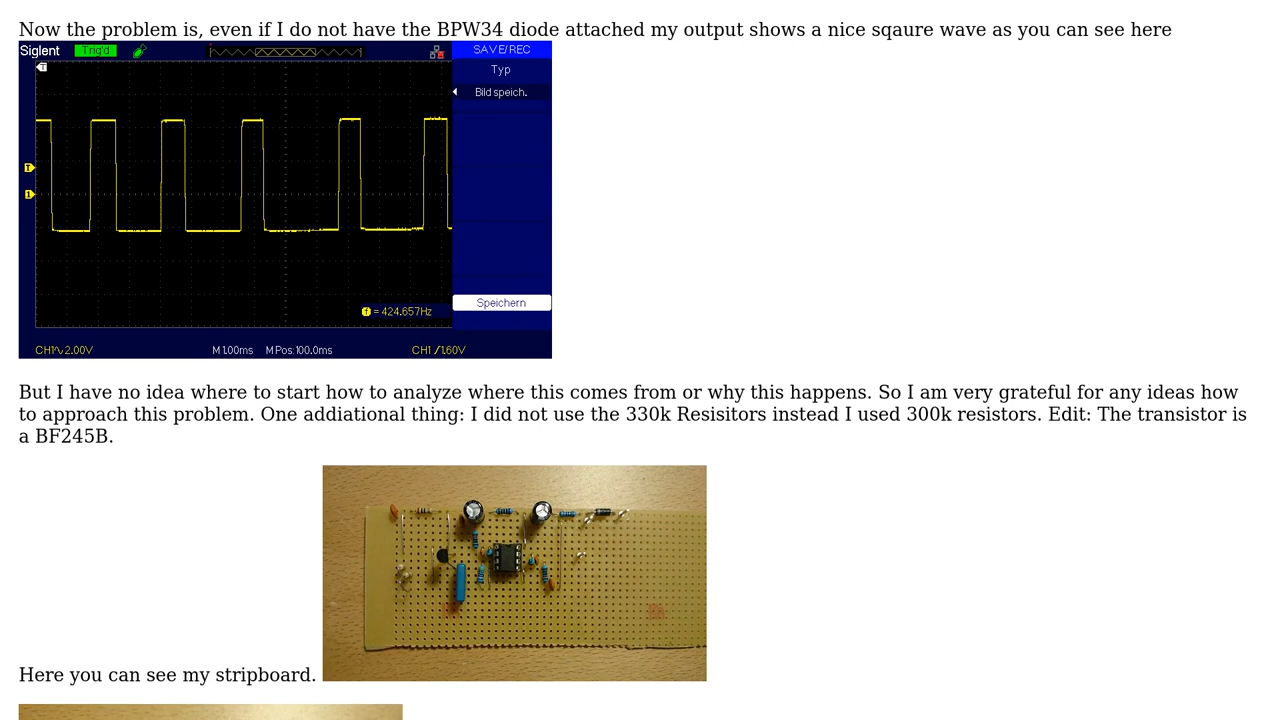 Now the problem is, even if I do not have the BPW34 diode attached my output shows a nice sqaure wave as you can see here
Siglent Trig'd SAVE/REC
T
Typ
Bild speich.
T
1
Speichern
f = 424.657Hz
CH1∿2.00V M 1.00ms M Pos:100.0ms CH1 /1.60V
But I have no idea where to start how to analyze where this comes from or why this happens. So I am very grateful for any ideas how
to approach this problem. One addiational thing: I did not use the 330k Resisitors instead I used 300k resistors. Edit: The transistor is
a BF245B.
Here you can see my stripboard.